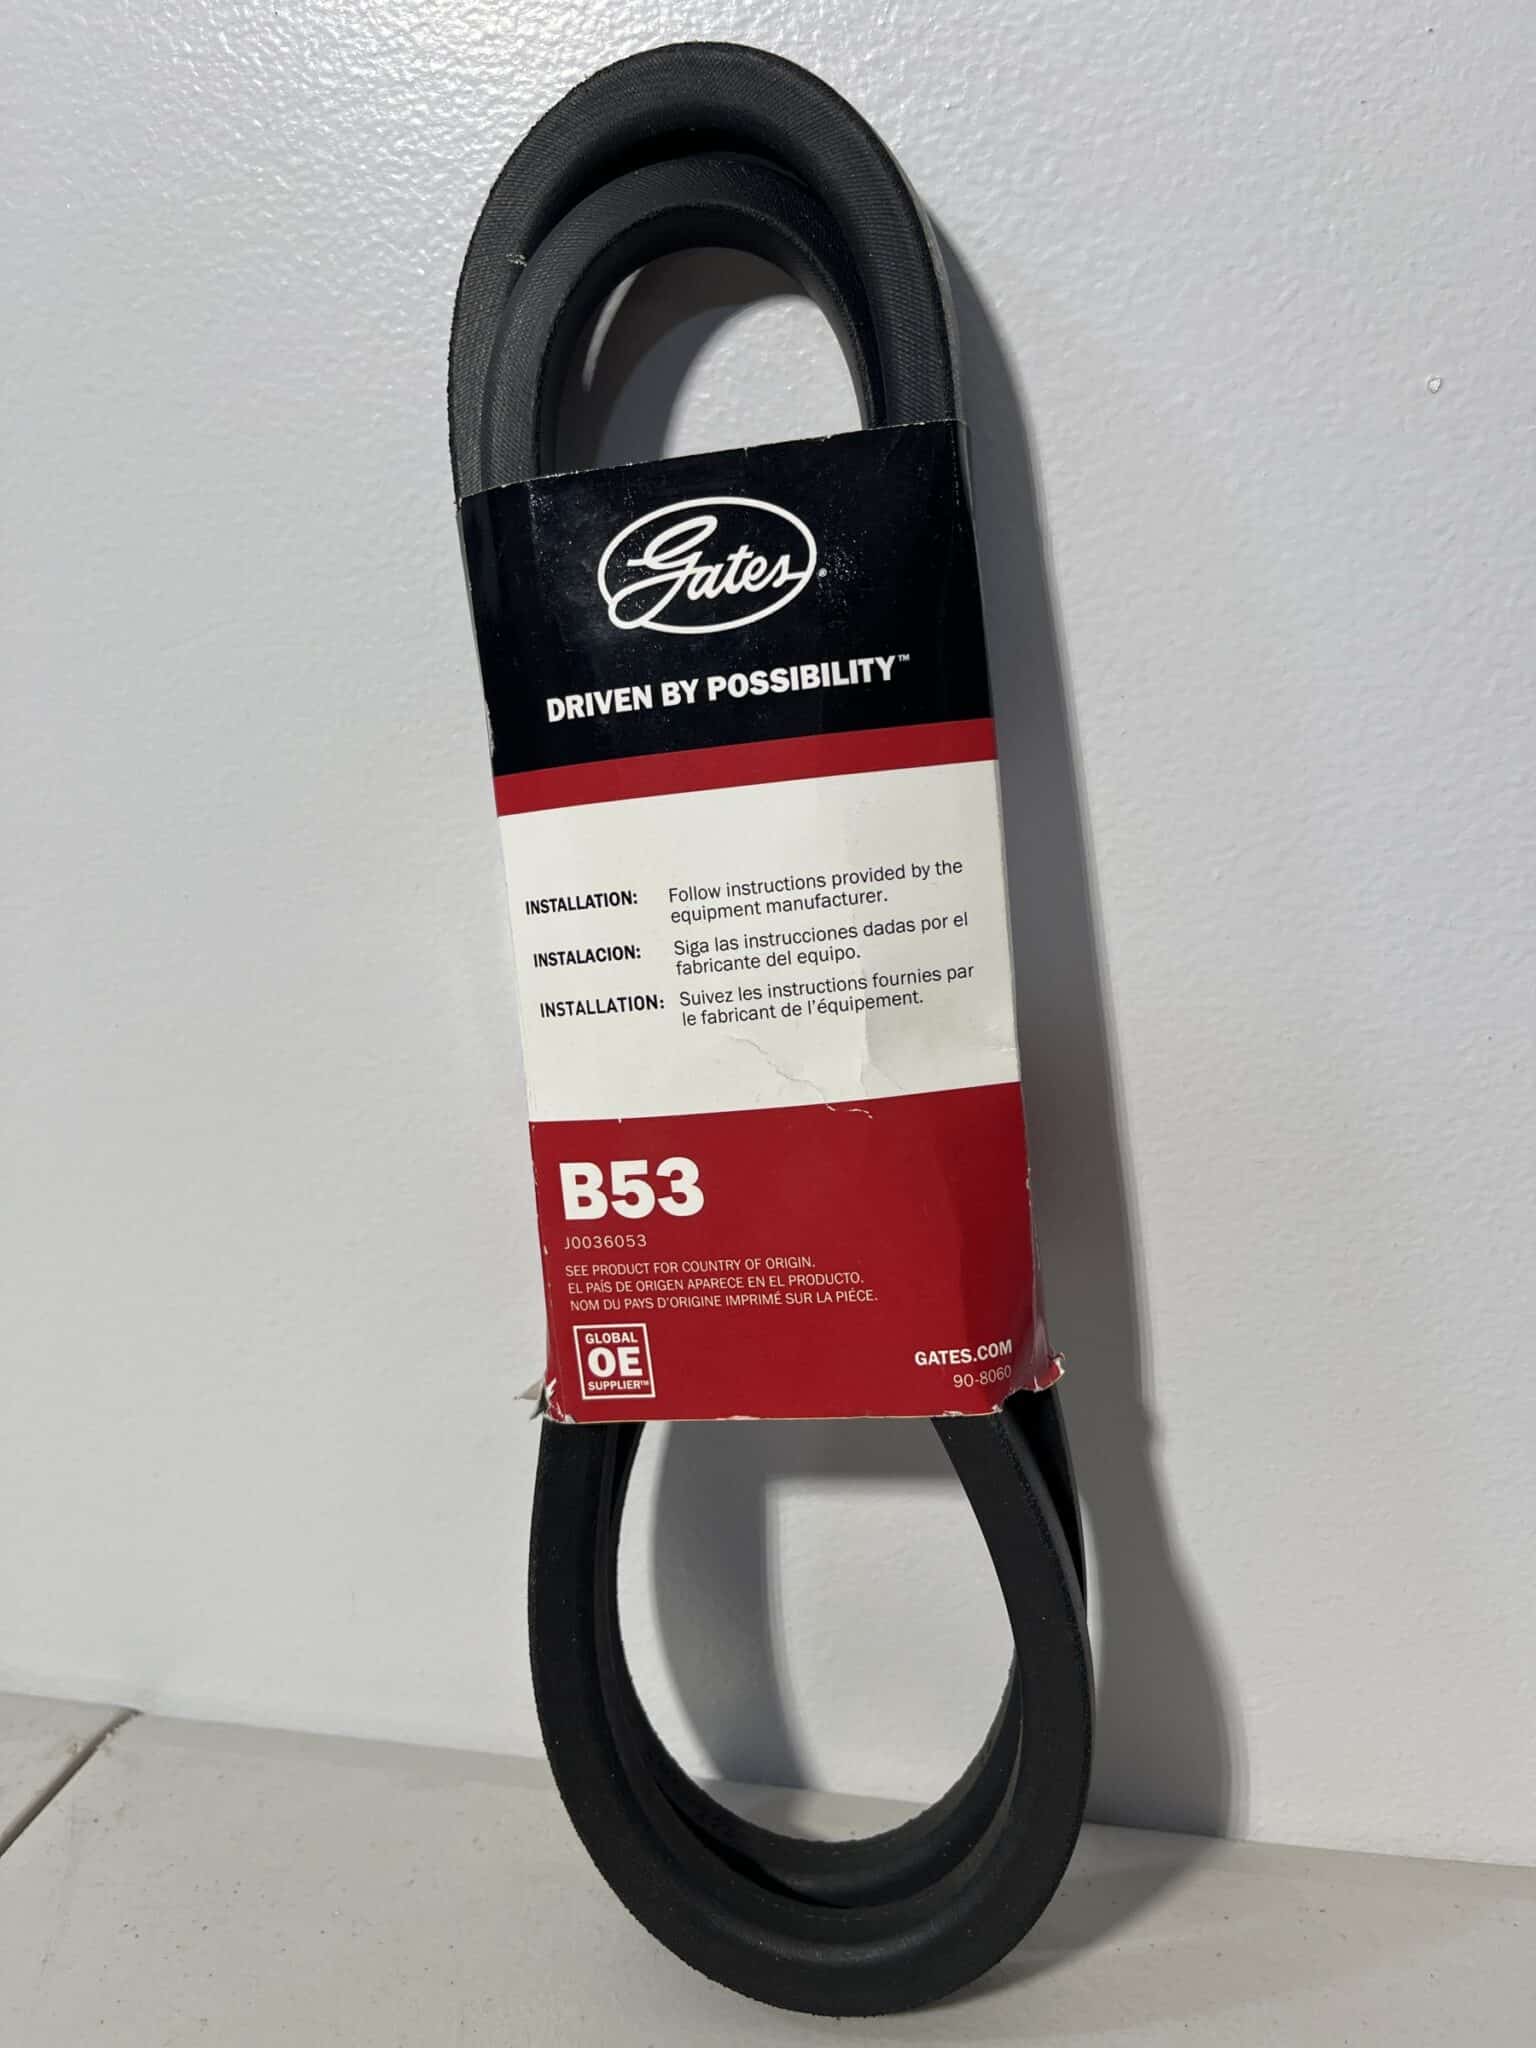 Gates®
DRIVEN BY POSSIBILITY™
INSTALLATION: Follow instructions provided by the
equipment manufacturer.
INSTALACION: Siga las instrucciones dadas por el
fabricante del equipo.
INSTALLATION: Suivez les instructions fournies par
le fabricant de l'équipement.
B53
J0036053
SEE PRODUCT FOR COUNTRY OF ORIGIN.
EL PAÍS DE ORIGEN APARECE EN EL PRODUCTO.
NOM DU PAYS D'ORIGINE IMPRIMÉ SUR LA PIÉCE.
GLOBAL
OE
SUPPLIER™
GATES.COM
90-8060